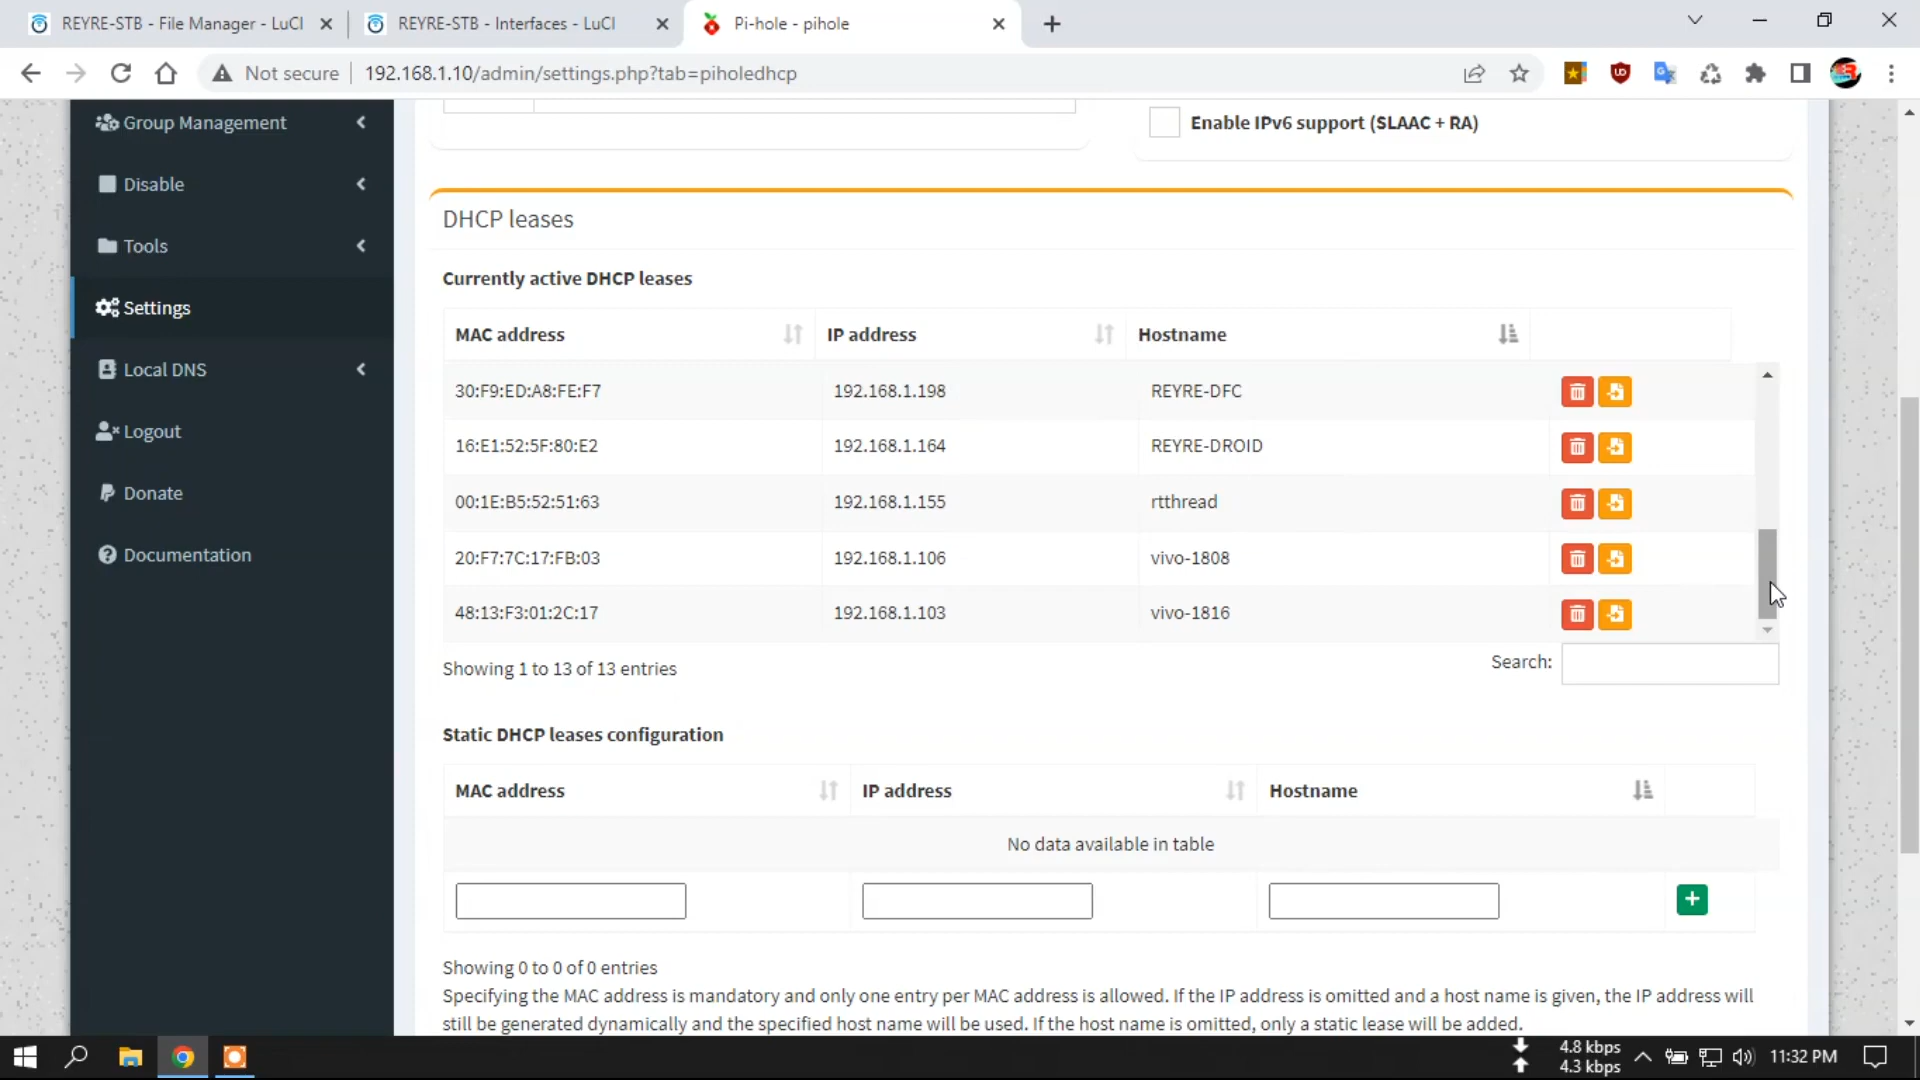 REYRE-STB - File Manager - LuCI
REYRE-STB - Interfaces - LuCI
Pi-hole - pihole
Not secure
192.168.1.10/admin/settings.php?tab=piholedhcp
Group Management
Disable
Tools
Settings
Local DNS
Logout
Donate
Documentation
Enable IPv6 support (SLAAC + RA)
DHCP leases
Currently active DHCP leases
MAC address IP address Hostname
30:F9:ED:A8:FE:F7 192.168.1.198 REYRE-DFC
16:E1:52:5F:80:E2 192.168.1.164 REYRE-DROID
00:1E:B5:52:51:63 192.168.1.155 rtthread
20:F7:7C:17:FB:03 192.168.1.106 vivo-1808
48:13:F3:01:2C:17 192.168.1.103 vivo-1816
Showing 1 to 13 of 13 entries
Search:
Static DHCP leases configuration
MAC address IP address Hostname
No data available in table
Showing 0 to 0 of 0 entries
Specifying the MAC address is mandatory and only one entry per MAC address is allowed. If the IP address is omitted and a host name is given, the IP address will
still be generated dynamically and the specified host name will be used. If the host name is omitted, only a static lease will be added.
4.8 kbps
4.3 kbps
11:32 PM